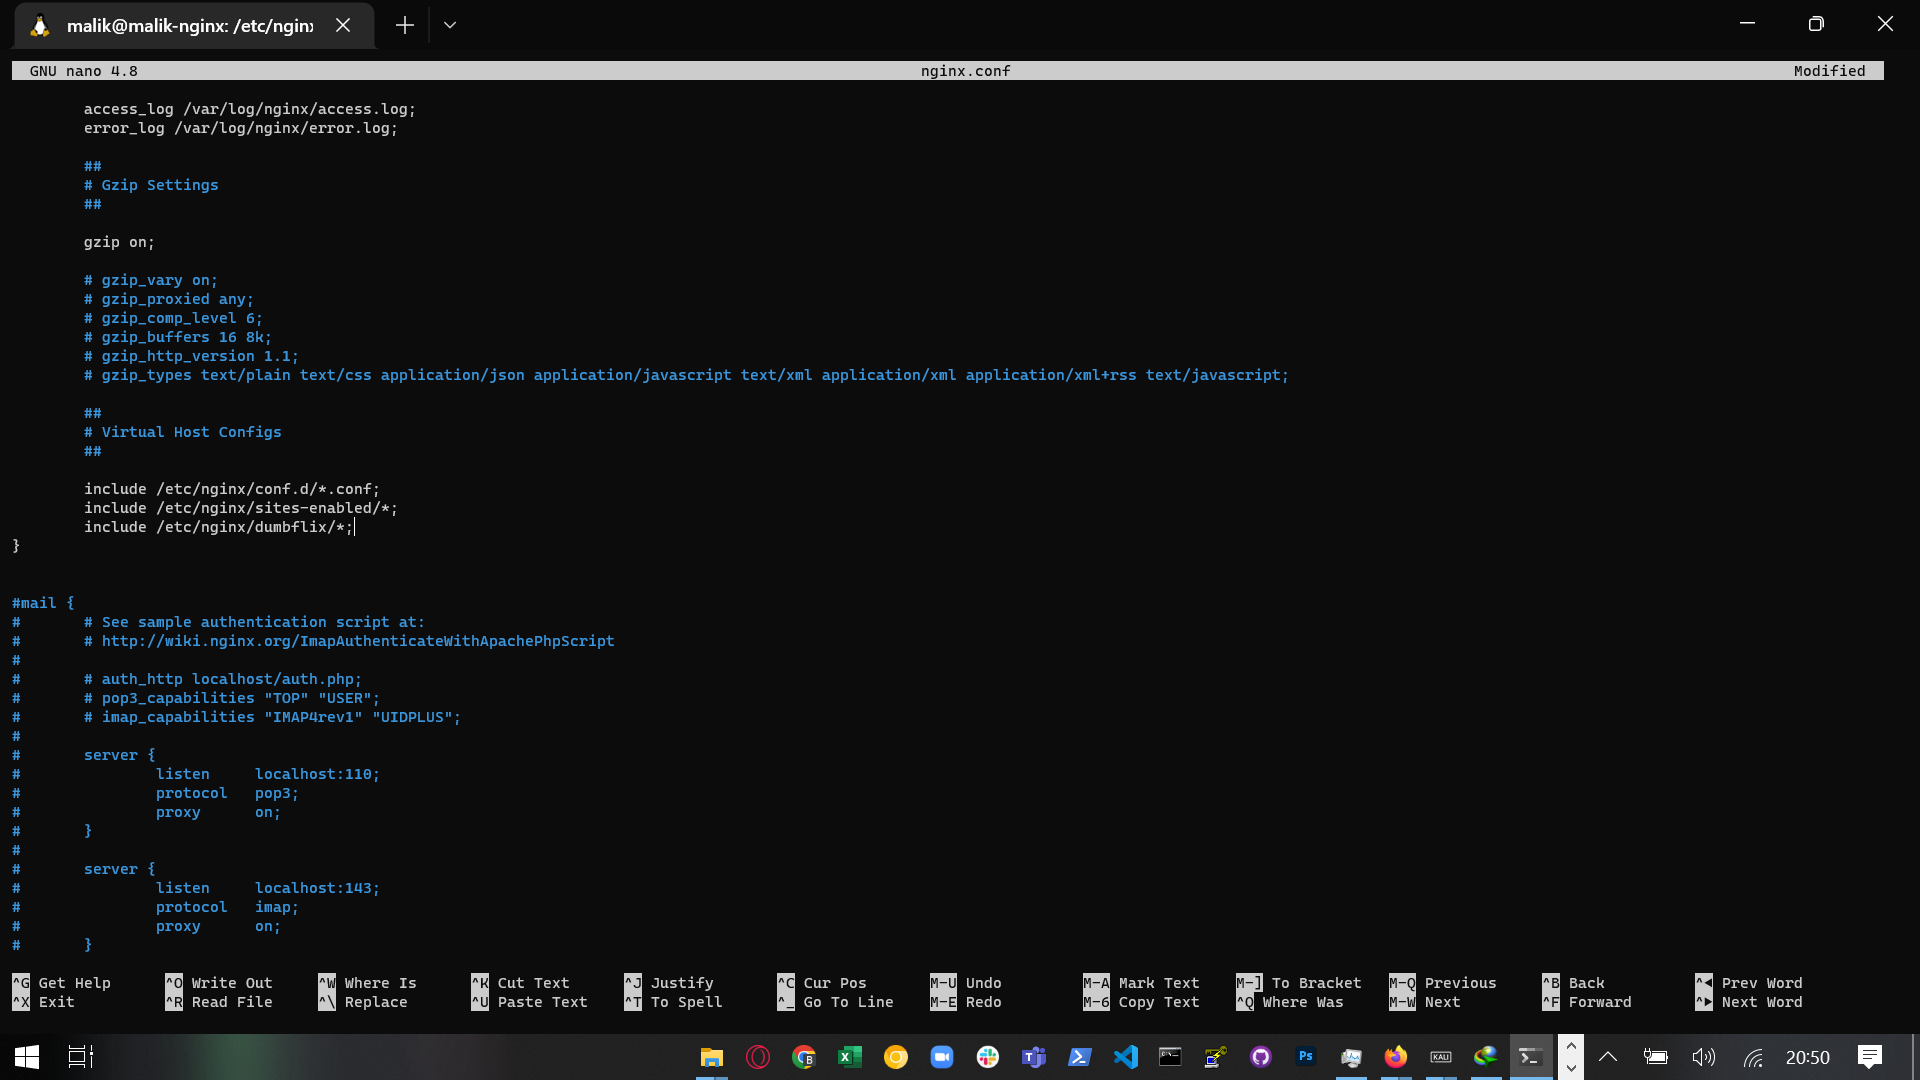 malik@malik-nginx: /etc/nginx
GNU nano 4.8 nginx.conf Modified
access_log /var/log/nginx/access.log;
error_log /var/log/nginx/error.log;
##
# Gzip Settings
##
gzip on;
# gzip_vary on;
# gzip_proxied any;
# gzip_comp_level 6;
# gzip_buffers 16 8k;
# gzip_http_version 1.1;
# gzip_types text/plain text/css application/json application/javascript text/xml application/xml application/xml+rss text/javascript;
##
# Virtual Host Configs
##
include /etc/nginx/conf.d/*.conf;
include /etc/nginx/sites-enabled/*;
include /etc/nginx/dumbflix/*;
}
#mail {
# # See sample authentication script at:
# # http://wiki.nginx.org/ImapAuthenticateWithApachePhpScript
#
# # auth_http localhost/auth.php;
# # pop3_capabilities "TOP" "USER";
# # imap_capabilities "IMAP4rev1" "UIDPLUS";
#
# server {
# listen localhost:110;
# protocol pop3;
# proxy on;
# }
#
# server {
# listen localhost:143;
# protocol imap;
# proxy on;
# }
^G Get Help ^O Write Out ^W Where Is ^K Cut Text ^J Justify ^C Cur Pos M-U Undo M-A Mark Text M-] To Bracket M-Q Previous ^B Back ^◂ Prev Word
^X Exit ^R Read File ^\ Replace ^U Paste Text ^T To Spell ^_ Go To Line M-E Redo M-6 Copy Text ^Q Where Was M-W Next ^F Forward ^▸ Next Word
Ps
KALI
20:50